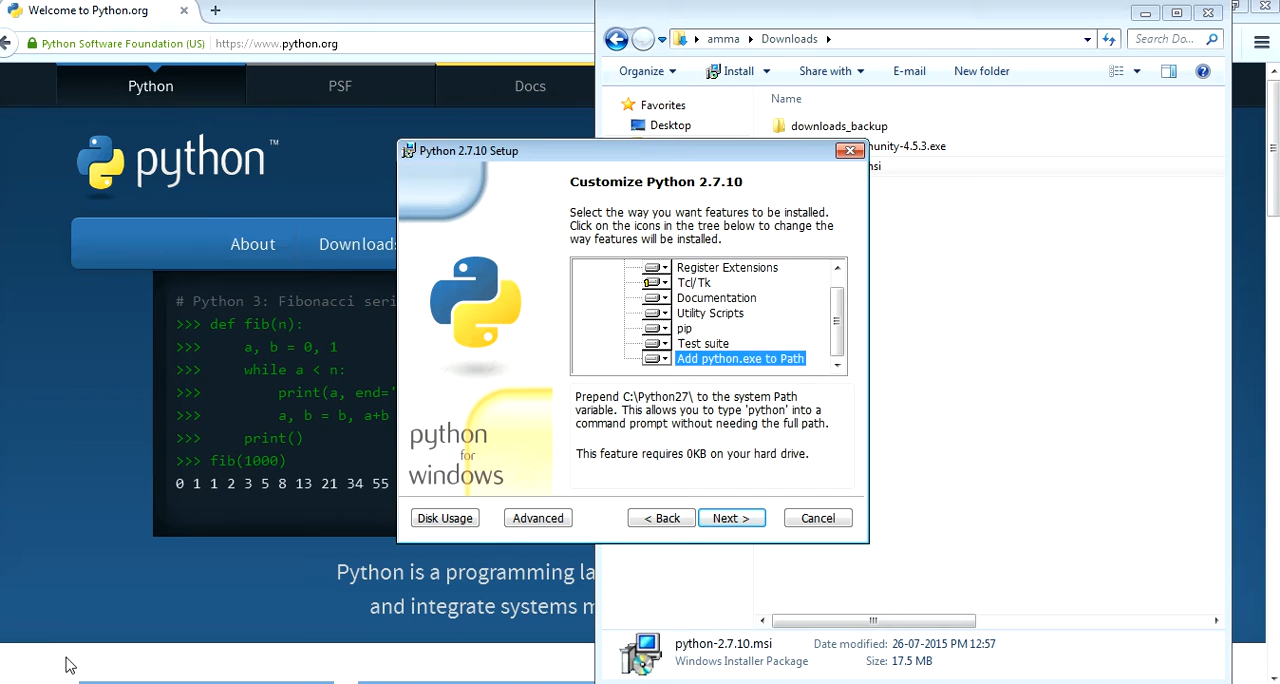 Welcome to Python.org
Python Software Foundation (US)
https://www.python.org
Python
PSF
Docs
python™
About
Downloads
# Python 3: Fibonacci seri
>>> def fib(n):
>>> a, b = 0, 1
>>> while a < n:
>>> print(a, end='
>>> a, b = b, a+b
>>> print()
>>> fib(1000)
0 1 1 2 3 5 8 13 21 34 55
Python is a programming la
and integrate systems m
amma
Downloads
Search Do...
Organize
Install
Share with
E-mail
New folder
Favorites
Desktop
Name
downloads_backup
munity-4.5.3.exe
msi
Python 2.7.10 Setup
Customize Python 2.7.10
Select the way you want features to be installed.
Click on the icons in the tree below to change the
way features will be installed.
Register Extensions
Tcl/Tk
Documentation
Utility Scripts
pip
Test suite
Add python.exe to Path
Prepend C:\Python27\ to the system Path
variable. This allows you to type 'python' into a
command prompt without needing the full path.
This feature requires 0KB on your hard drive.
python
for
windows
Disk Usage
Advanced
< Back
Next >
Cancel
python-2.7.10.msi
Date modified: 26-07-2015 PM 12:57
Windows Installer Package
Size: 17.5 MB